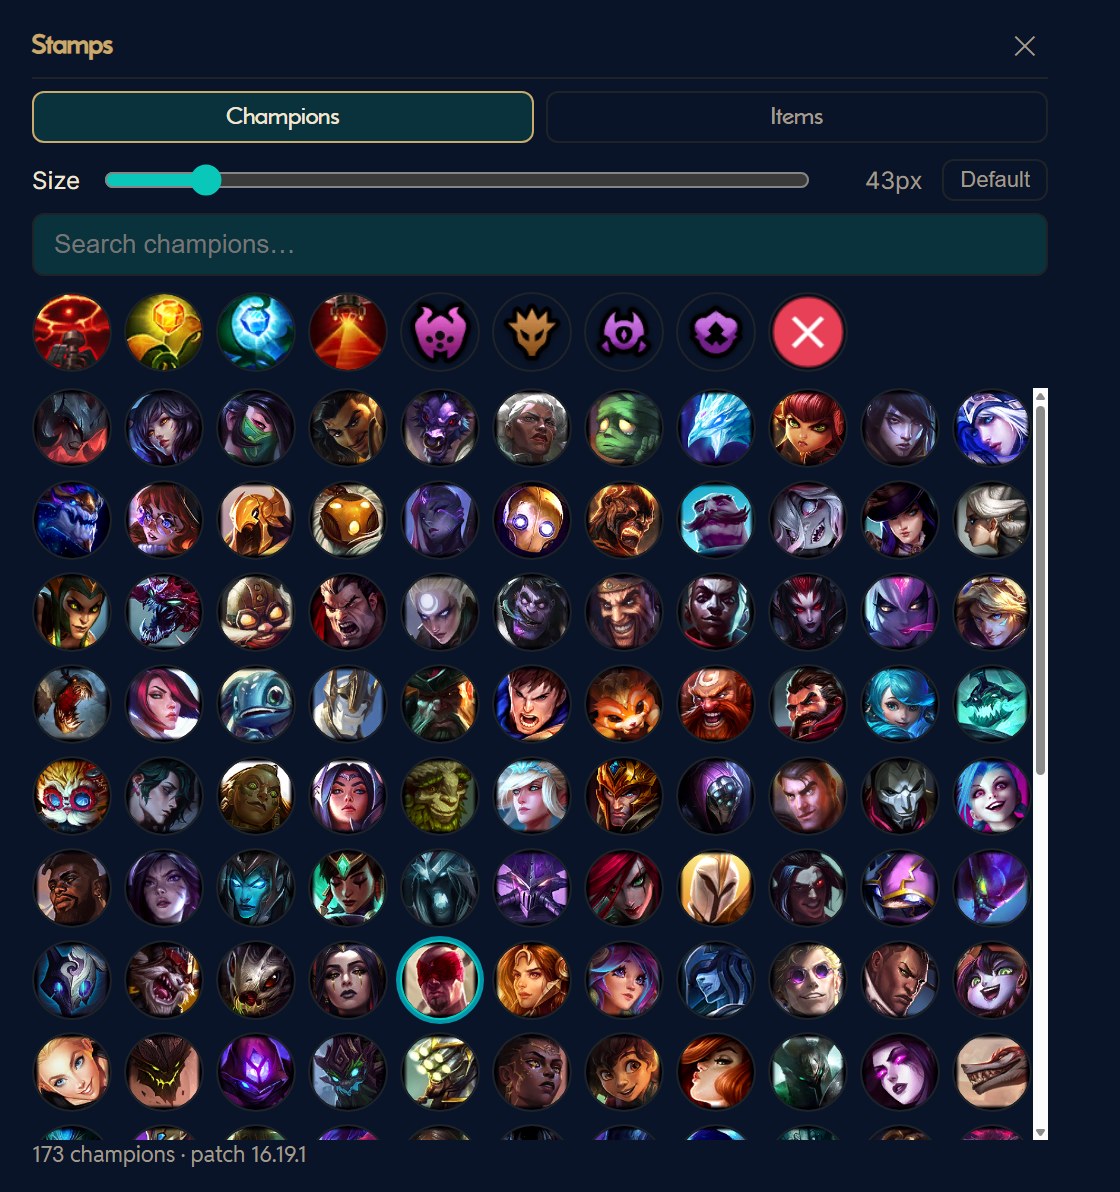 Stamps
Champions
Items
Size
43px
Default
Search champions...
173 champions · patch 16.19.1